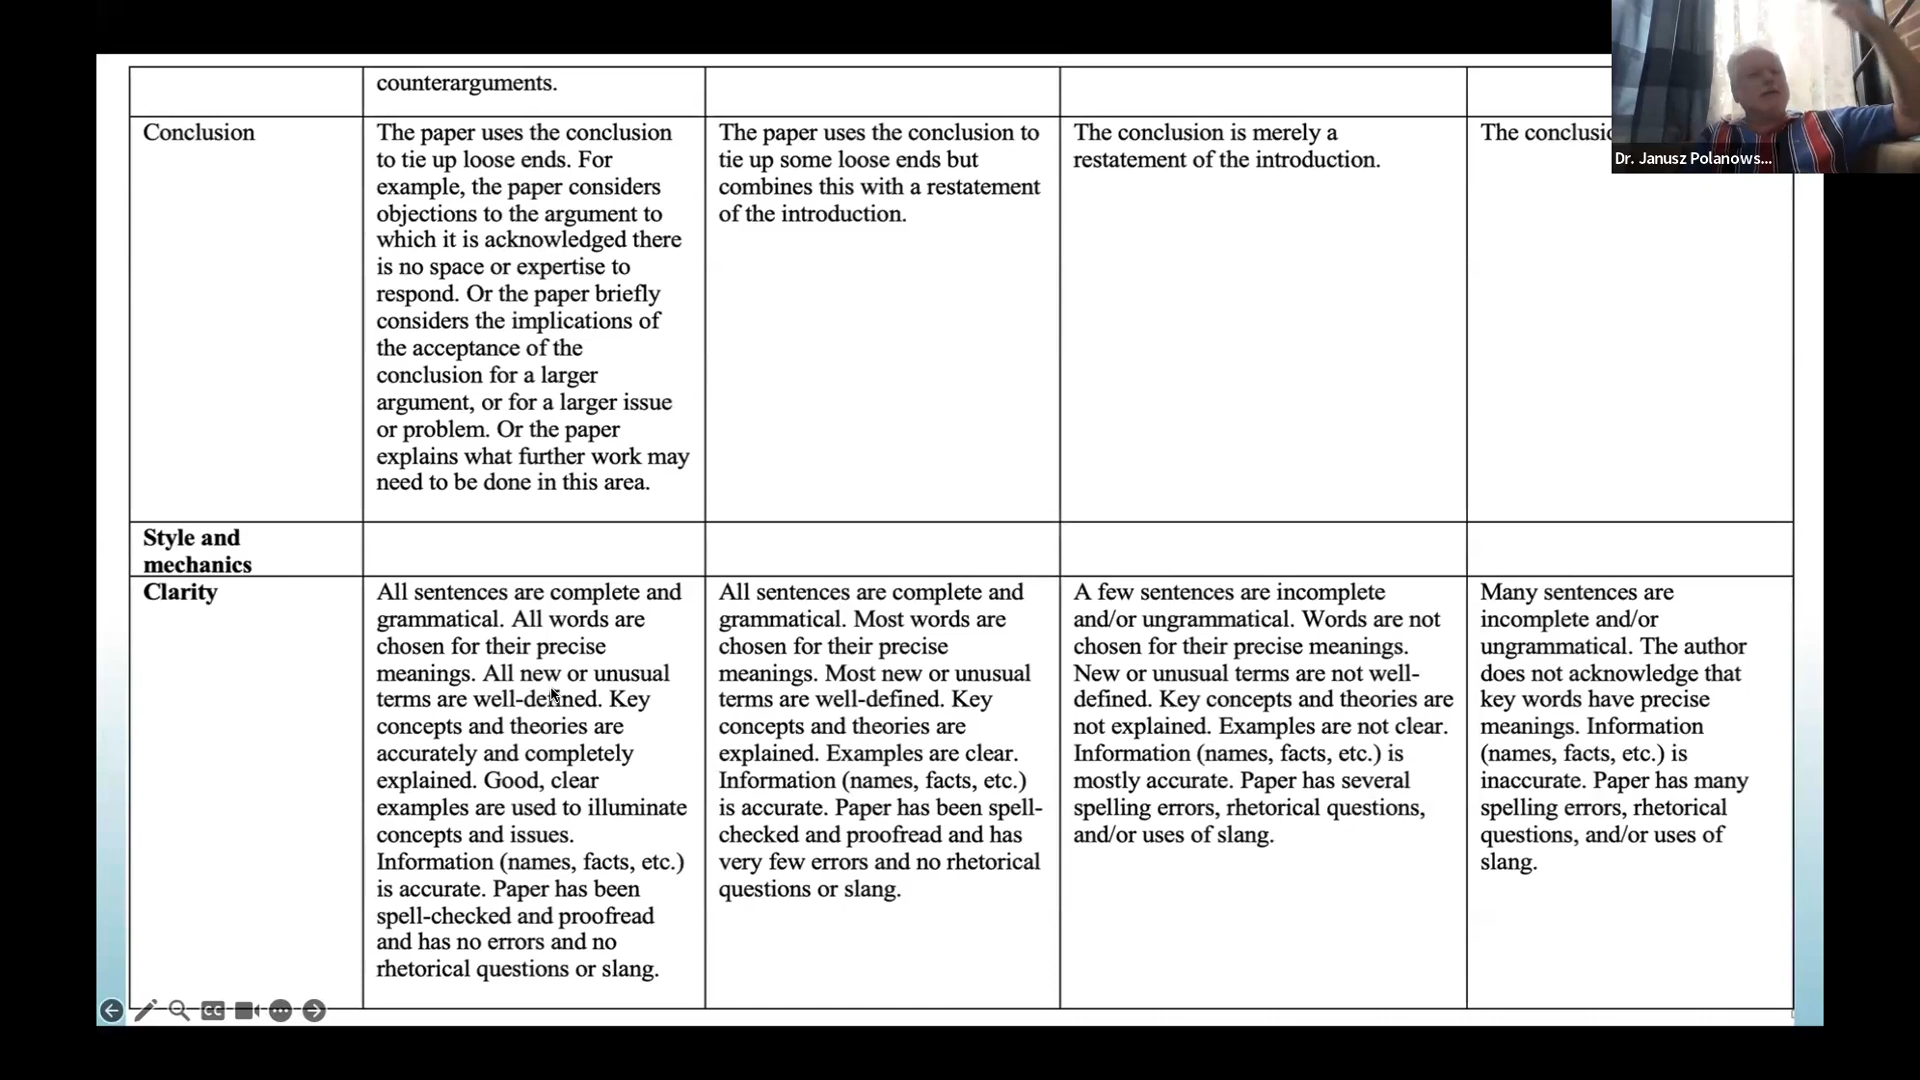 counterarguments.
Conclusion
The paper uses the conclusion
to tie up loose ends. For
example, the paper considers
objections to the argument to
which it is acknowledged there
is no space or expertise to
respond. Or the paper briefly
considers the implications of
the acceptance of the
conclusion for a larger
argument, or for a larger issue
or problem. Or the paper
explains what further work may
need to be done in this area.
The paper uses the conclusion to
tie up some loose ends but
combines this with a restatement
of the introduction.
The conclusion is merely a
restatement of the introduction.
The conclusio
Dr. Janusz Polanows...
Style and
mechanics
Clarity
All sentences are complete and
grammatical. All words are
chosen for their precise
meanings. All new or unusual
terms are well-defined. Key
concepts and theories are
accurately and completely
explained. Good, clear
examples are used to illuminate
concepts and issues.
Information (names, facts, etc.)
is accurate. Paper has been
spell-checked and proofread
and has no errors and no
rhetorical questions or slang.
All sentences are complete and
grammatical. Most words are
chosen for their precise
meanings. Most new or unusual
terms are well-defined. Key
concepts and theories are
explained. Examples are clear.
Information (names, facts, etc.)
is accurate. Paper has been spell-
checked and proofread and has
very few errors and no rhetorical
questions or slang.
A few sentences are incomplete
and/or ungrammatical. Words are not
chosen for their precise meanings.
New or unusual terms are not well-
defined. Key concepts and theories are
not explained. Examples are not clear.
Information (names, facts, etc.) is
mostly accurate. Paper has several
spelling errors, rhetorical questions,
and/or uses of slang.
Many sentences are
incomplete and/or
ungrammatical. The author
does not acknowledge that
key words have precise
meanings. Information
(names, facts, etc.) is
inaccurate. Paper has many
spelling errors, rhetorical
questions, and/or uses of
slang.
CC